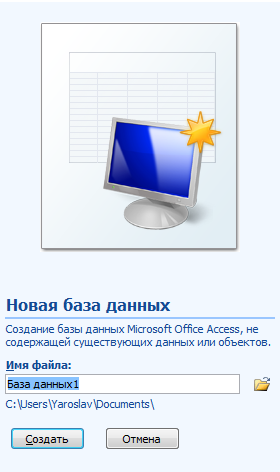 Новая база данных
Создание базы данных Microsoft Office Access, не
содержащей существующих данных или объектов.
Имя файла:
База данных1
C:\Users\Yaroslav\Documents\
Создать Отмена